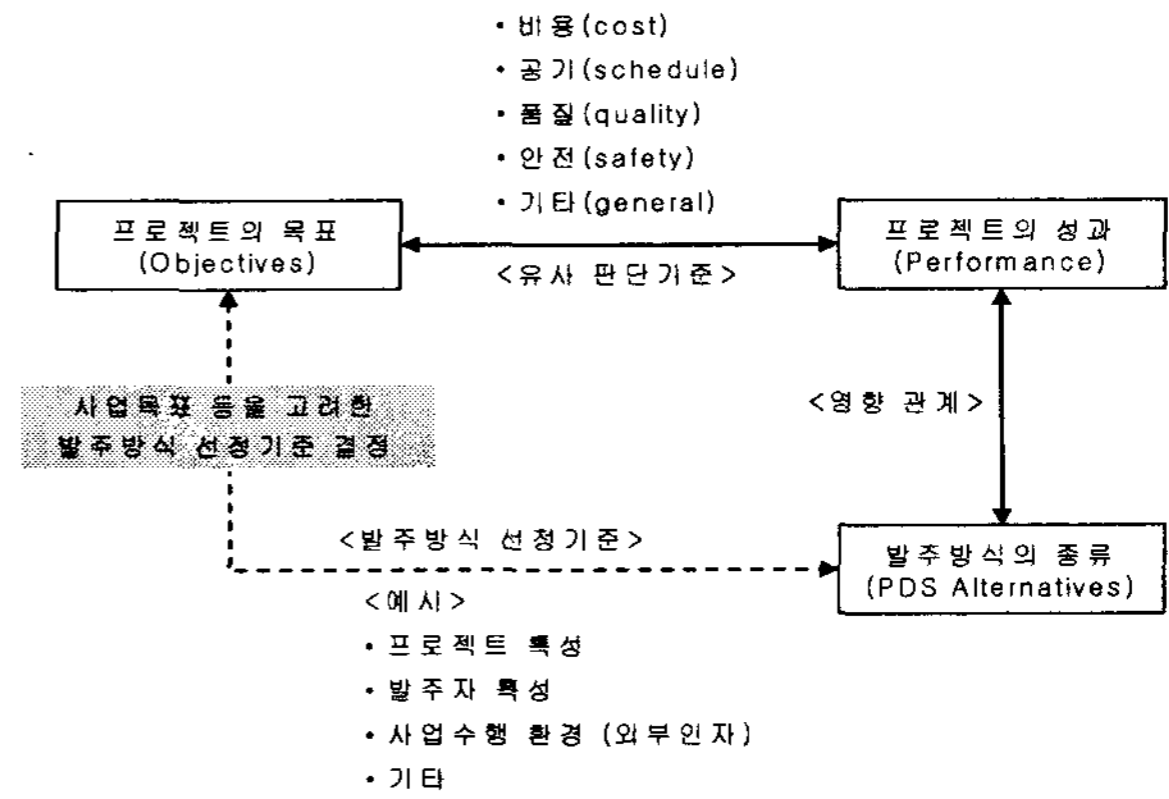 • 비용(cost)
• 공기(schedule)
• 품질(quality)
• 안전(safety)
• 기타(general)
프로젝트의 목표
(Objectives)
프로젝트의 성과
(Performance)
<유사 판단기준>
사업목표 등을 고려한
발주방식 선정기준 결정
<영향 관계>
<발주방식 선정기준>
발주방식의 종류
(PDS Alternatives)
<예시>
• 프로젝트 특성
• 발주자 특성
• 사업수행 환경 (외부인자)
• 기타